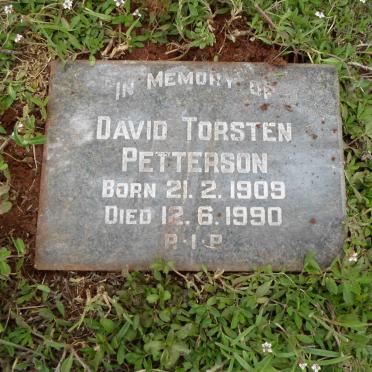 IN MEMORY OF
DAVID TORSTEN
PETTERSON
BORN 21. 2. 1909
DIED 12. 6. 1990
R·I·P